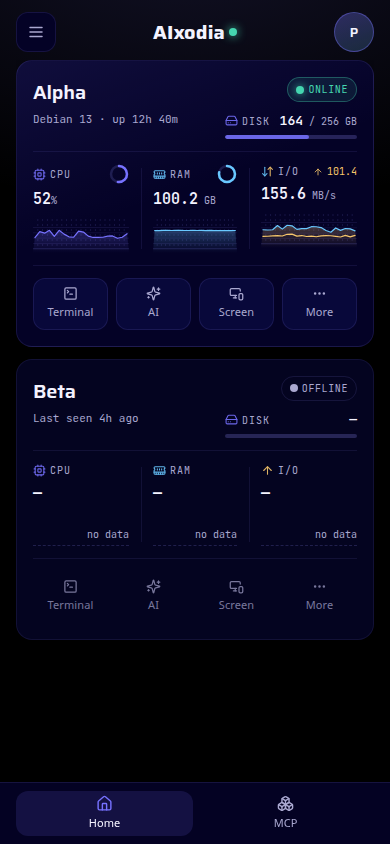 AIxodia
P
Alpha
ONLINE
Debian 13 · up 12h 40m
DISK 164 / 256 GB
CPU
RAM
I/O ↑ 101.4
52%
100.2 GB
155.6 MB/s
Terminal
AI
Screen
More
Beta
OFFLINE
Last seen 4h ago
DISK —
CPU
RAM
I/O
—
—
—
no data
no data
no data
Terminal
AI
Screen
More
Home
MCP